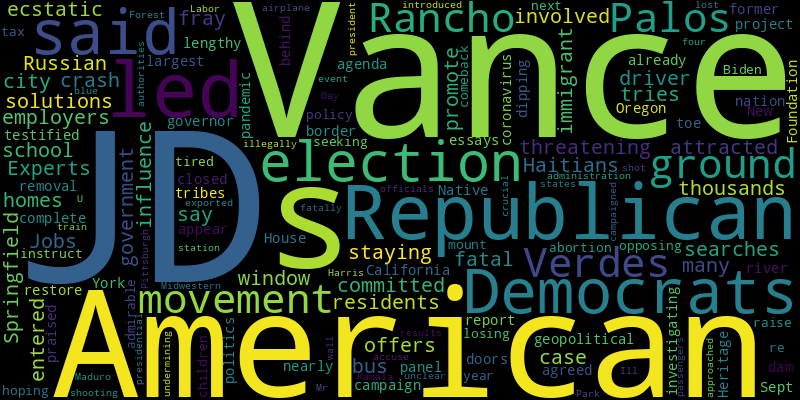 ecstatic
airplane
introduced
lost
former
Labor
Forest
president
Rancho
involved
Palos
next
project
tax
said
fray
lengthy
behind
Vance
agenda
comeback
already
four
Russian
led
largest
authorities
event
promote
dipping
immigrant
driver
Biden
city
crash
pandemic
Day
coronavirus
tries
nation
Foundation
blue
solutions
governor
policy
Oregon
New
employers
border
toe
testified
influence
illegally
seeking
essays
threatening
attracted
school
JD
tired
election
Haitians
shot
ground
Experts
government
closed
administration
removal
tribes
s
officials
Native
crucial
states
campaigned
thousands
homes
U
exported
Republican
complete
say
fatally
train
appear
House
Jobs
station
staying
mount
abortion
opposing
searches
instruct
Pittsburgh
Harris
California
fatal
Verdes
many
river
Springfield
York
Midwestern
window
committed
Democrats
restore
movement
residents
entered
praised
American
admirable
presidential
politics
report
geopolitical
investigating
raise
undermining
children
wall
results
offers
losing
case
passengers
approached
Heritage
re
nearly
accuse
bus
panel
doors
agreed
dam
Maduro
Kamala
unclear
year
Ill
hoping
shooting
Mr
campaign
Park
Sept